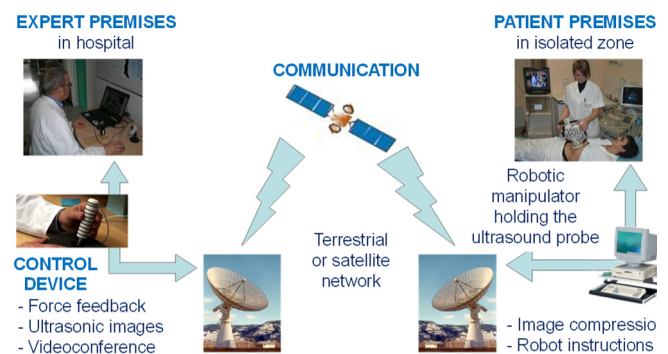 EXPERT PREMISES
in hospital
COMMUNICATION
PATIENT PREMISES
in isolated zone
Robotic
manipulator
holding the
ultrasound probe
Terrestrial
or satellite
network
CONTROL
DEVICE
- Force feedback
- Ultrasonic images
- Videoconference
- Image compressio
- Robot instructions